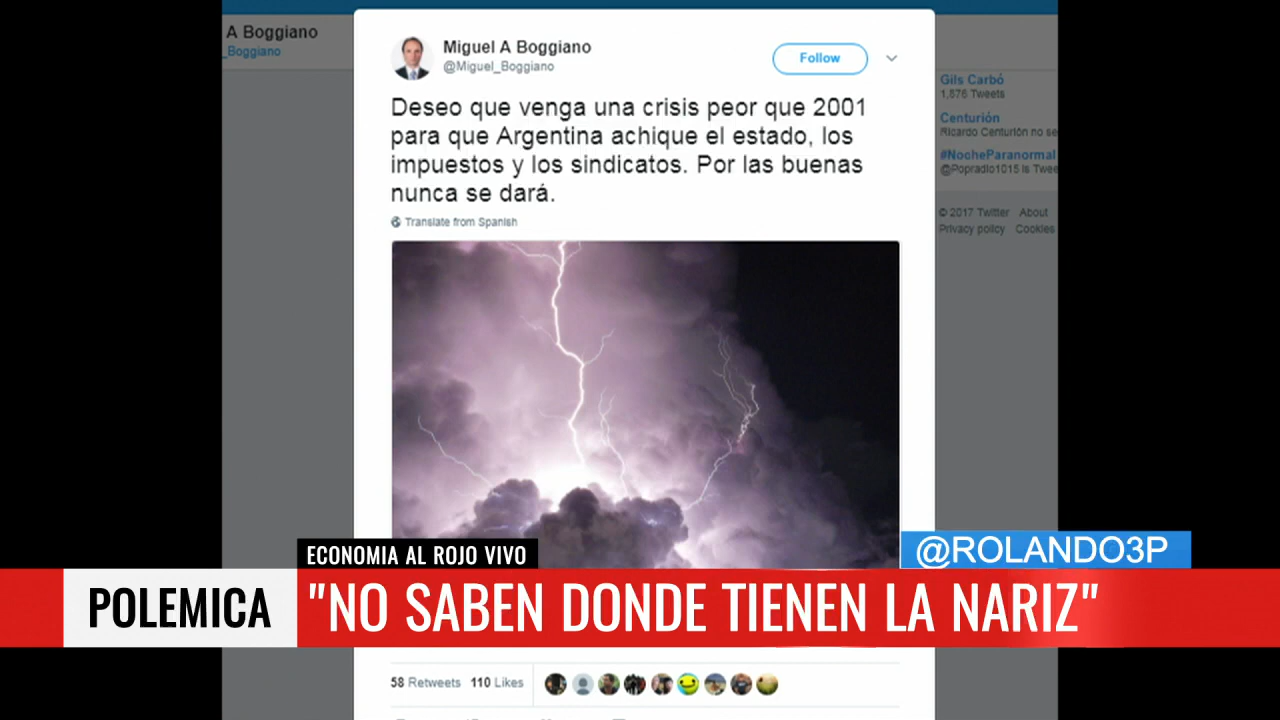 A Boggiano
_Boggiano
Miguel A Boggiano
@Miguel_Boggiano
Follow
Deseo que venga una crisis peor que 2001
para que Argentina achique el estado, los
impuestos y los sindicatos. Por las buenas
nunca se dará.
Translate from Spanish
Gils Carbó
1,576 Tweets
Centurión
Ricardo Centurión no se
#NocheParanormal
@Popradio1015 is Twee
© 2017 Twitter About
Privacy policy Cookies
ECONOMIA AL ROJO VIVO
@ROLANDO3P
POLEMICA
"NO SABEN DONDE TIENEN LA NARIZ"
58 Retweets 110 Likes